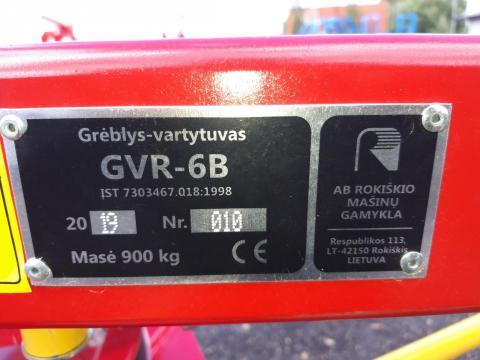 Grėblys-vartytuvas
GVR-6B
ĮST 7303467.018:1998
20 19 Nr. 010
Masė 900 kg CE
AB ROKIŠKIO
MAŠINŲ
GAMYKLA
Respublikos 113,
LT-42150 Rokiškis
LIETUVA